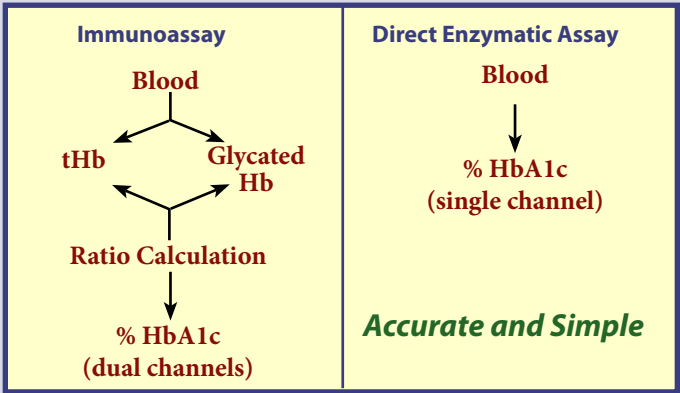 Immunoassay
Blood
tHb
Glycated
Hb
Ratio Calculation
% HbA1c
(dual channels)
Direct Enzymatic Assay
Blood
% HbA1c
(single channel)
Accurate and Simple